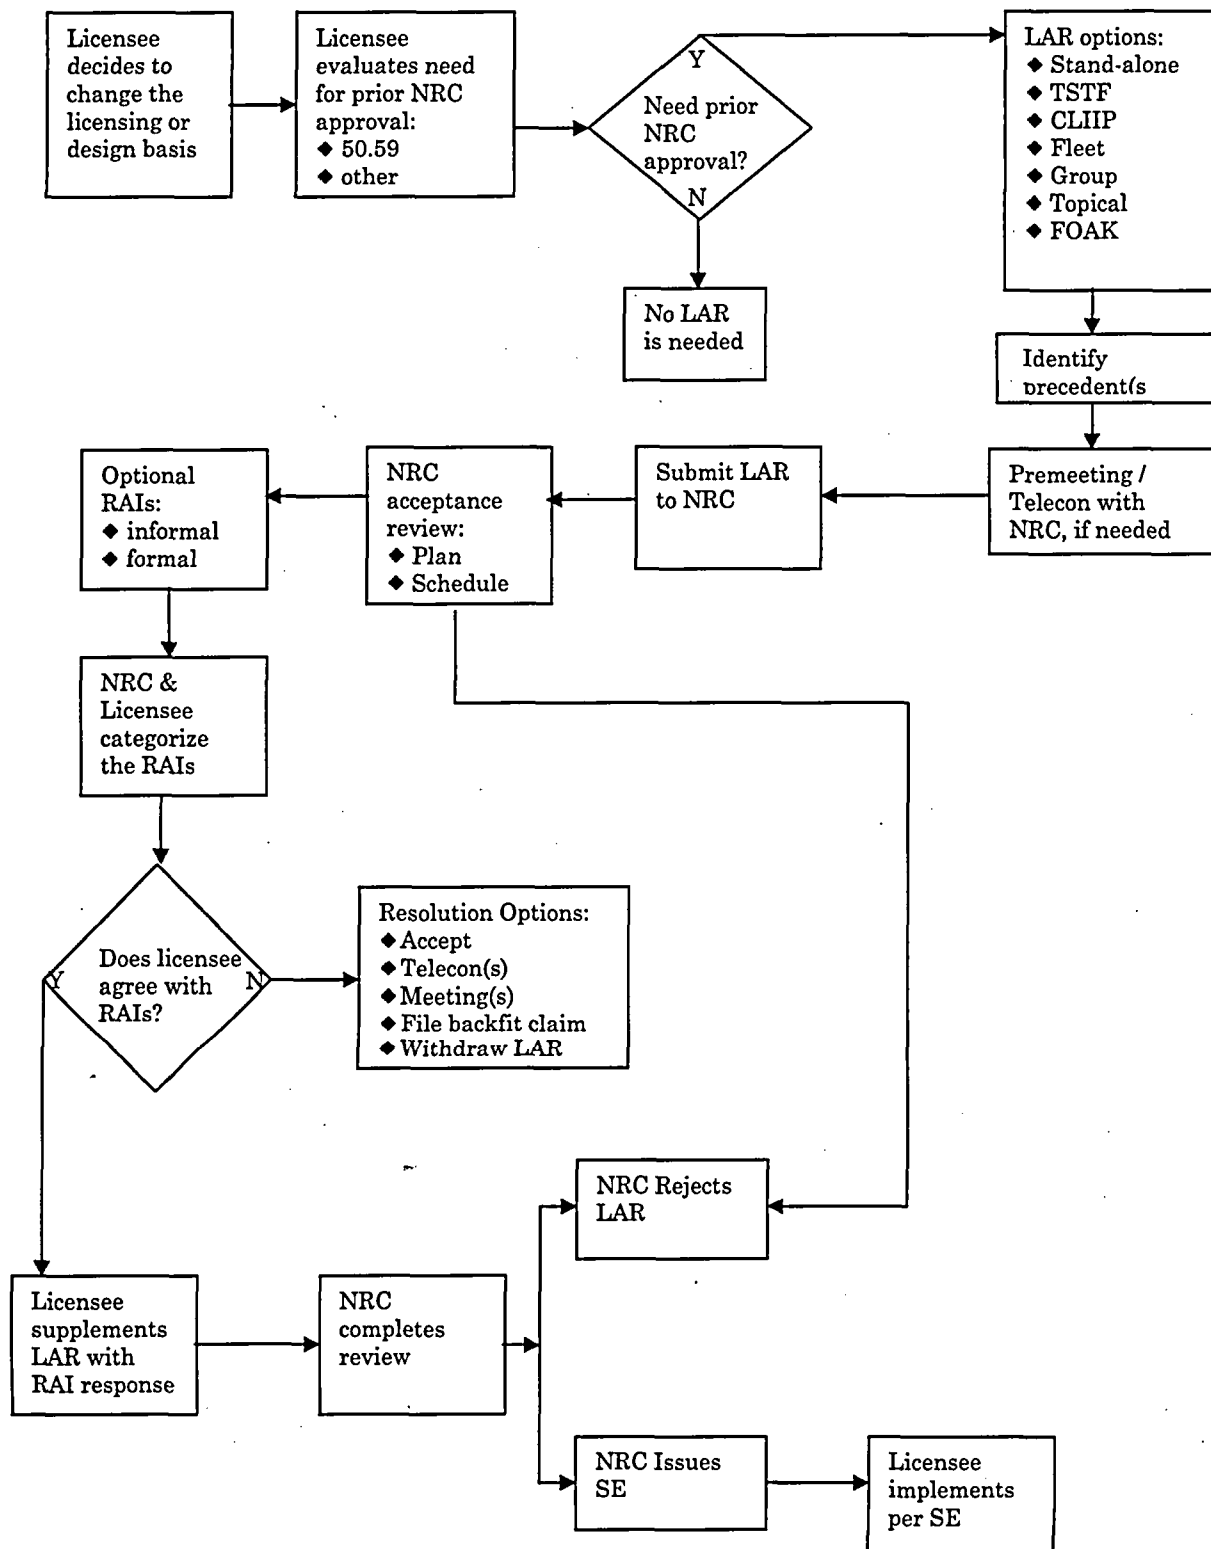 Licensee
decides to
change the
licensing or
design basis
Licensee
evaluates need
for prior NRC
approval:
◆ 50.59
◆ other
Y
Need prior
NRC
approval?
N
LAR options:
◆ Stand-alone
◆ TSTF
◆ CLIIP
◆ Fleet
◆ Group
◆ Topical
◆ FOAK
No LAR
is needed
Identify
precedent(s
Premeeting /
Telecon with
NRC, if needed
Submit LAR
to NRC
NRC
acceptance
review:
◆ Plan
◆ Schedule
Optional
RAIs:
◆ informal
◆ formal
NRC &
Licensee
categorize
the RAIs
Y
Does licensee
agree with
RAIs?
N
Resolution Options:
◆ Accept
◆ Telecon(s)
◆ Meeting(s)
◆ File backfit claim
◆ Withdraw LAR
NRC Rejects
LAR
Licensee
supplements
LAR with
RAI response
NRC
completes
review
NRC Issues
SE
Licensee
implements
per SE